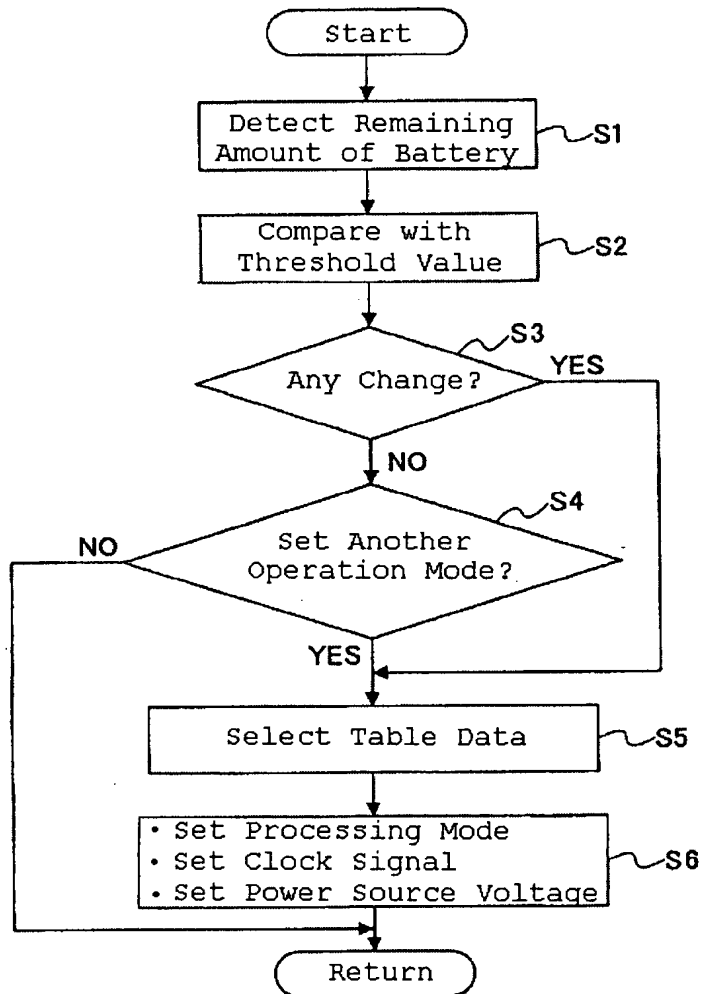 Start
Detect Remaining
Amount of Battery
S1
Compare with
Threshold Value
S2
S3
Any Change?
YES
NO
S4
Set Another
Operation Mode?
NO
YES
Select Table Data
S5
• Set Processing Mode
• Set Clock Signal
• Set Power Source Voltage
S6
Return